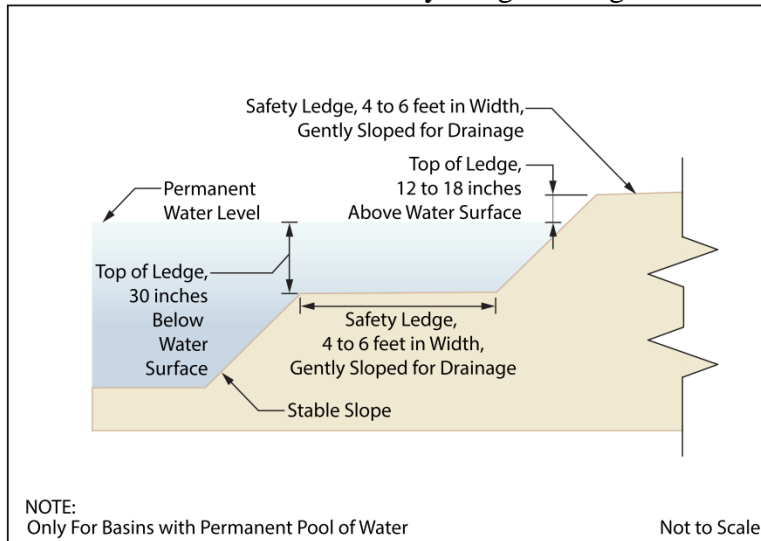 Safety Ledge, 4 to 6 feet in Width,
Gently Sloped for Drainage
Top of Ledge,
12 to 18 inches
Above Water Surface
Permanent
Water Level
Top of Ledge,
30 inches
Below
Water
Surface
Safety Ledge,
4 to 6 feet in Width,
Gently Sloped for Drainage
Stable Slope
NOTE:
Only For Basins with Permanent Pool of Water
Not to Scale